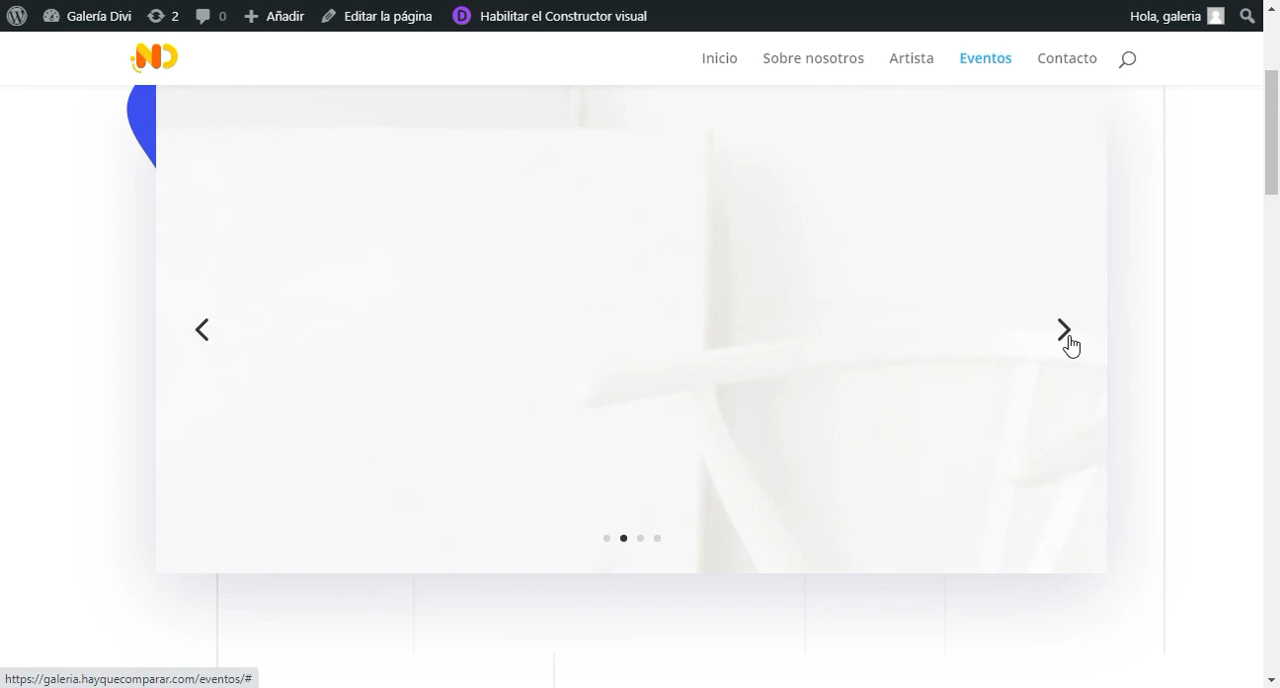 Galería Divi 2 0 Añadir Editar la página D Habilitar el Constructor visual Hola, galeria
ND Inicio Sobre nosotros Artista Eventos Contacto
https://galeria.hayquecomparar.com/eventos/#